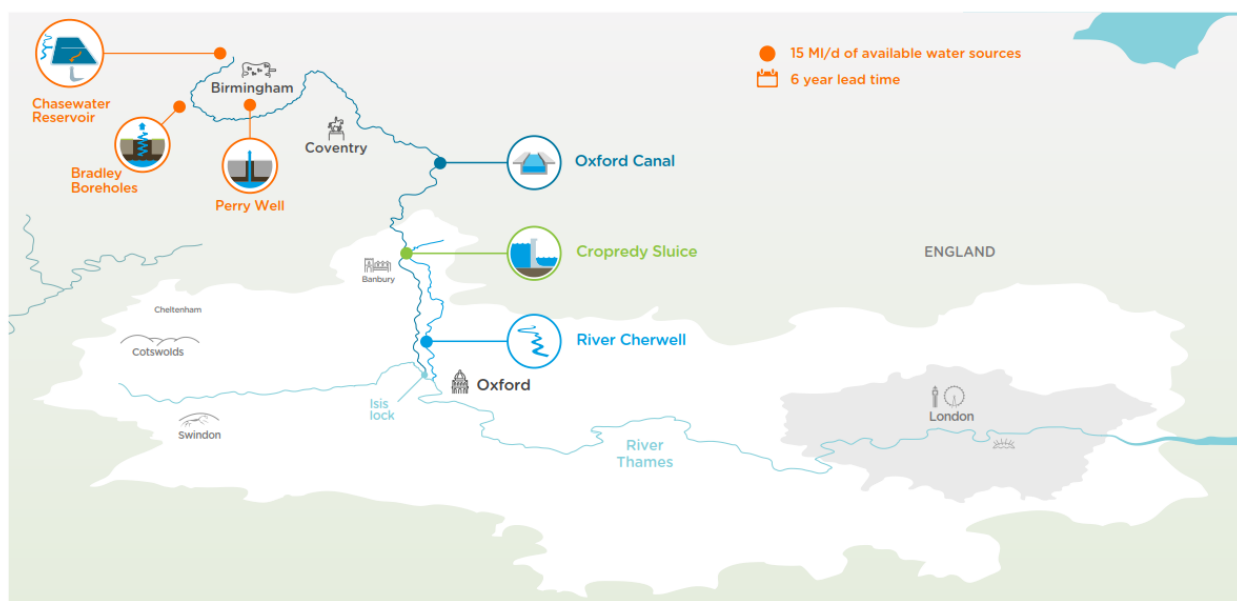 15 Ml/d of available water sources
6 year lead time
Birmingham
Chasewater
Reservoir
Coventry
Bradley
Boreholes
Perry Well
Oxford Canal
Cropredy Sluice
ENGLAND
Banbury
Cheltenham
Cotswolds
River Cherwell
Oxford
Isis
lock
Swindon
London
River
Thames